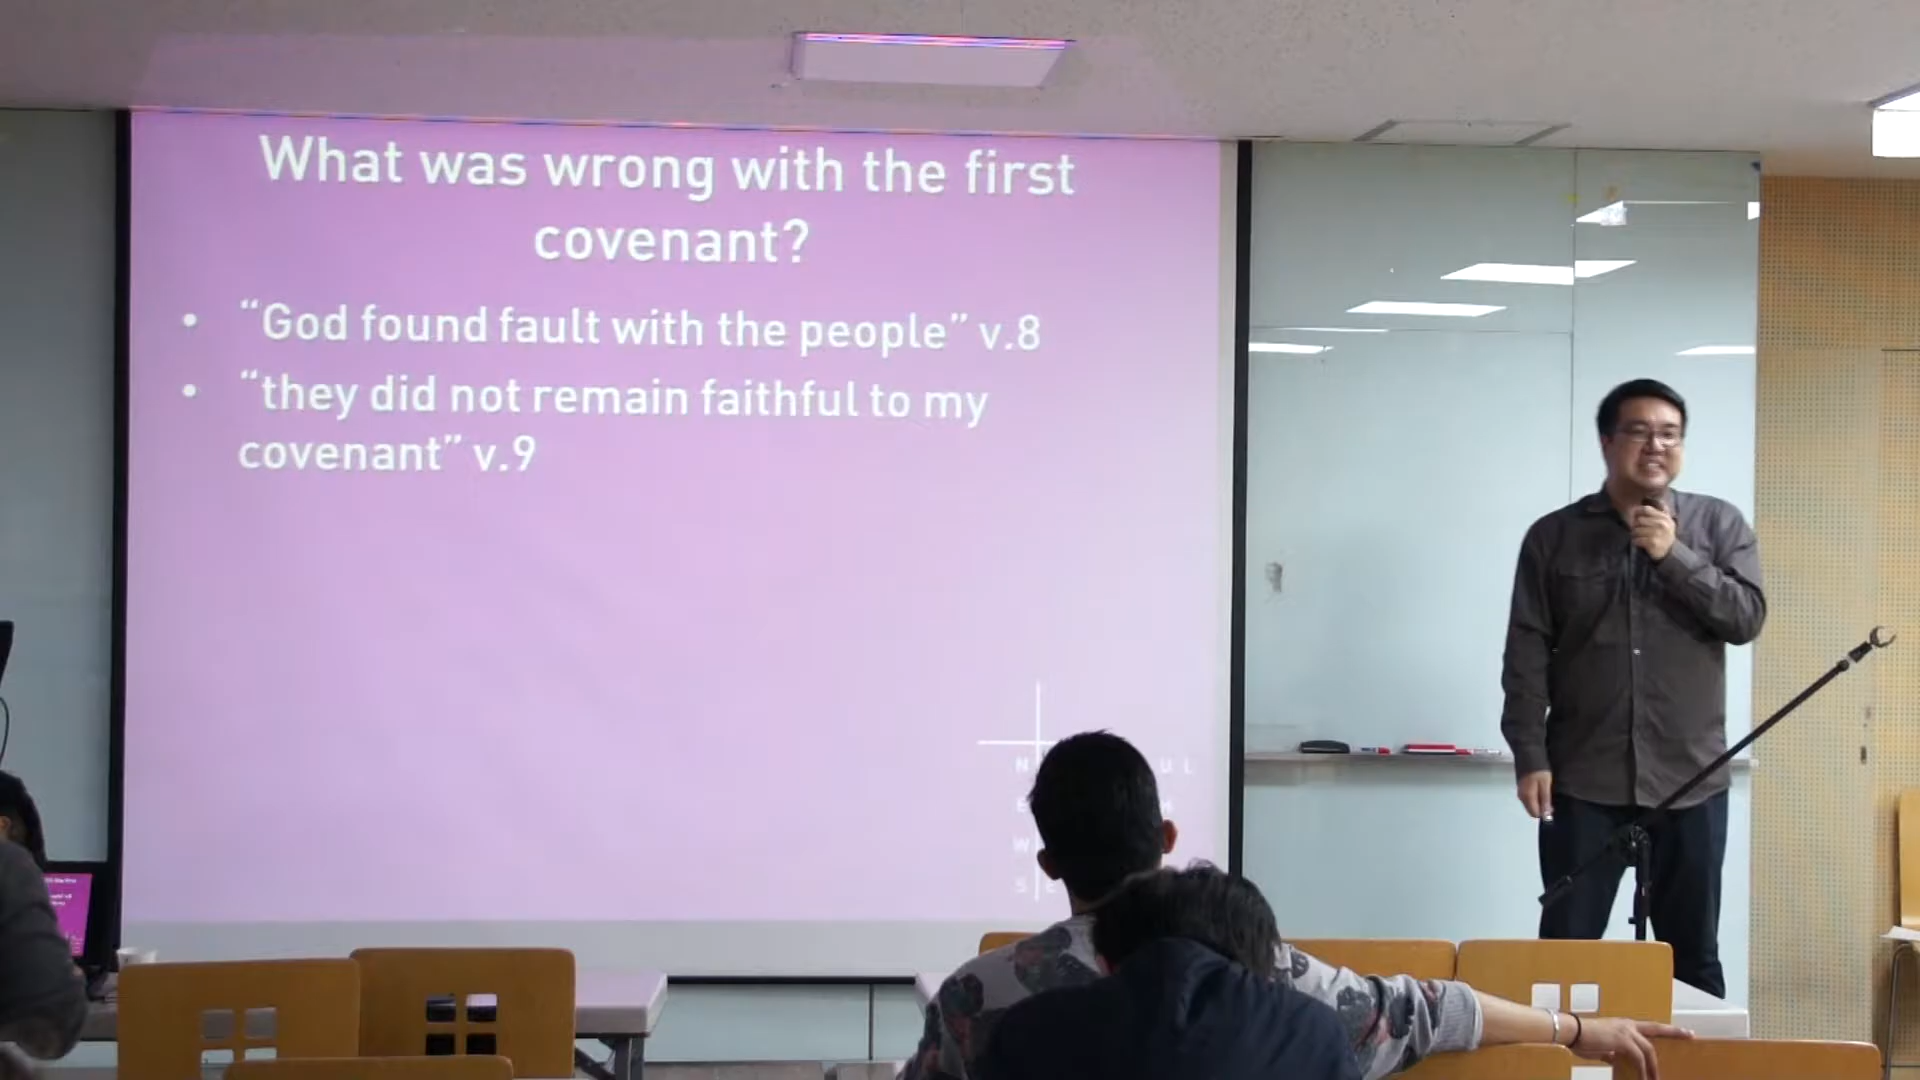 What was wrong with the first
covenant?
• “God found fault with the people” v.8
• “they did not remain faithful to my
covenant” v.9
N UL
E H
W
S E